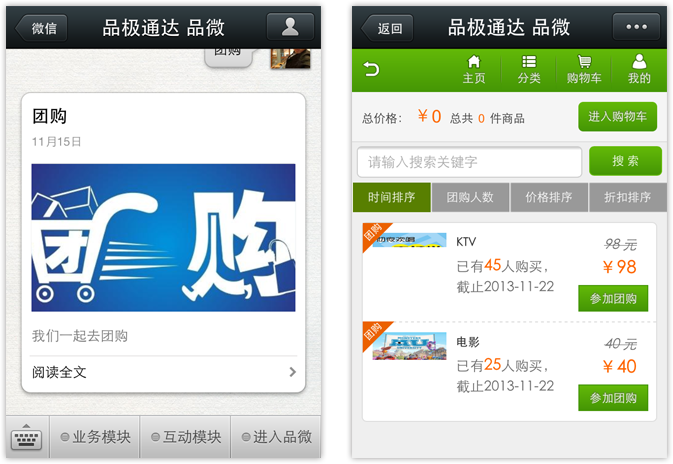 微信
品极通达 品微
团购
团购
11月15日
团购
我们一起去团购
阅读全文
业务模块
互动模块
进入品微
返回
品极通达 品微
主页
分类
购物车
我的
总价格： ￥0 总共 0 件商品
进入购物车
请输入搜索关键字
搜 索
时间排序
团购人数
价格排序
折扣排序
团购
KTV
98 元
已有45人购买，
￥98
截止2013-11-22
参加团购
团购
电影
40 元
已有25人购买，
￥40
截止2013-11-22
参加团购